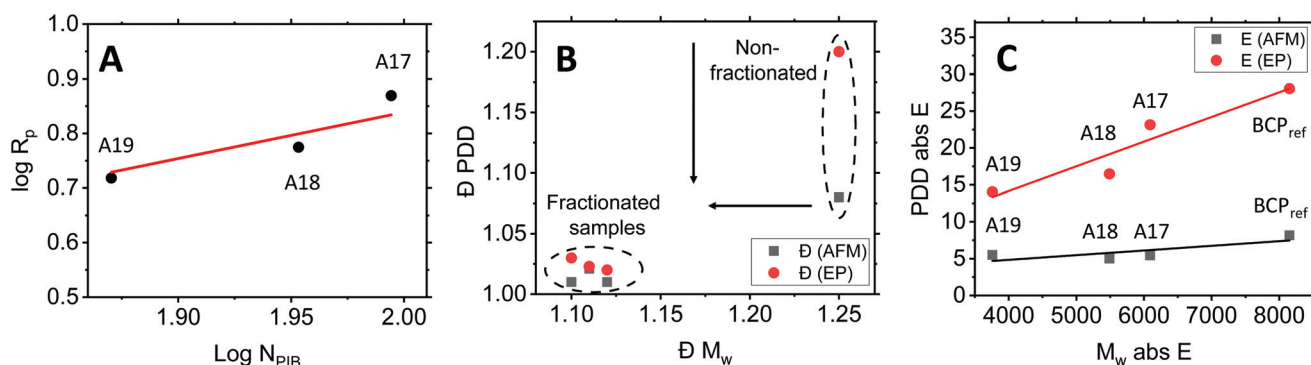 A
A17
A19
A18
log Rp
1.0
0.9
0.8
0.7
0.6
0.5
1.90
1.95
2.00
Log NPIB
B
Non-
fractionated
Fractionated
samples
Đ (AFM)
Đ (EP)
Đ PDD
1.20
1.15
1.10
1.05
1.00
1.10
1.15
1.20
1.25
Đ Mw
C
E (AFM)
E (EP)
A17
A18
A19
BCPref
BCPref
A19
A18
A17
PDD abs E
35
30
25
20
15
10
5
0
4000
5000
6000
7000
8000
Mw abs E